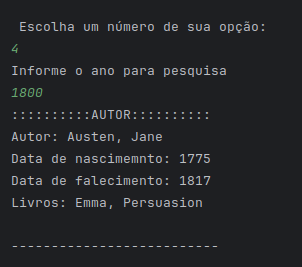 Escolha um número de sua opção:
4
Informe o ano para pesquisa
1800
::::::::::AUTOR::::::::::
Autor: Austen, Jane
Data de nascimemnto: 1775
Data de falecimento: 1817
Livros: Emma, Persuasion
--------------------------